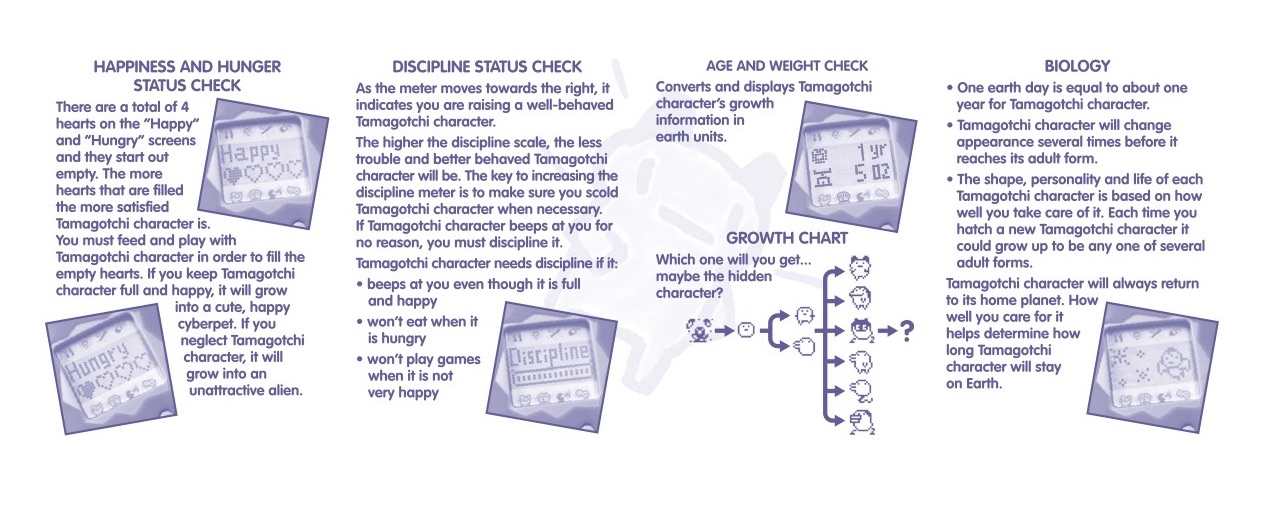 HAPPINESS AND HUNGER
STATUS CHECK
There are a total of 4
hearts on the “Happy”
and “Hungry” screens
and they start out
empty. The more
hearts that are filled
the more satisfied
Tamagotchi character is.
You must feed and play with
Tamagotchi character in order to fill the
empty hearts. If you keep Tamagotchi
character full and happy, it will grow
into a cute, happy
cyberpet. If you
neglect Tamagotchi
character, it will
grow into an
unattractive alien.
Happy
Hungry
DISCIPLINE STATUS CHECK
As the meter moves towards the right, it
indicates you are raising a well-behaved
Tamagotchi character.
The higher the discipline scale, the less
trouble and better behaved Tamagotchi
character will be. The key to increasing the
discipline meter is to make sure you scold
Tamagotchi character when necessary.
If Tamagotchi character beeps at you for
no reason, you must discipline it.
Tamagotchi character needs discipline if it:
• beeps at you even though it is full
and happy
• won’t eat when it
is hungry
• won’t play games
when it is not
very happy
Discipline
AGE AND WEIGHT CHECK
Converts and displays Tamagotchi
character’s growth
information in
earth units.
1 yr
5 oz
GROWTH CHART
Which one will you get...
maybe the hidden
character?
?
BIOLOGY
• One earth day is equal to about one
year for Tamagotchi character.
• Tamagotchi character will change
appearance several times before it
reaches its adult form.
• The shape, personality and life of each
Tamagotchi character is based on how
well you take care of it. Each time you
hatch a new Tamagotchi character it
could grow up to be any one of several
adult forms.
Tamagotchi character will always return
to its home planet. How
well you care for it
helps determine how
long Tamagotchi
character will stay
on Earth.